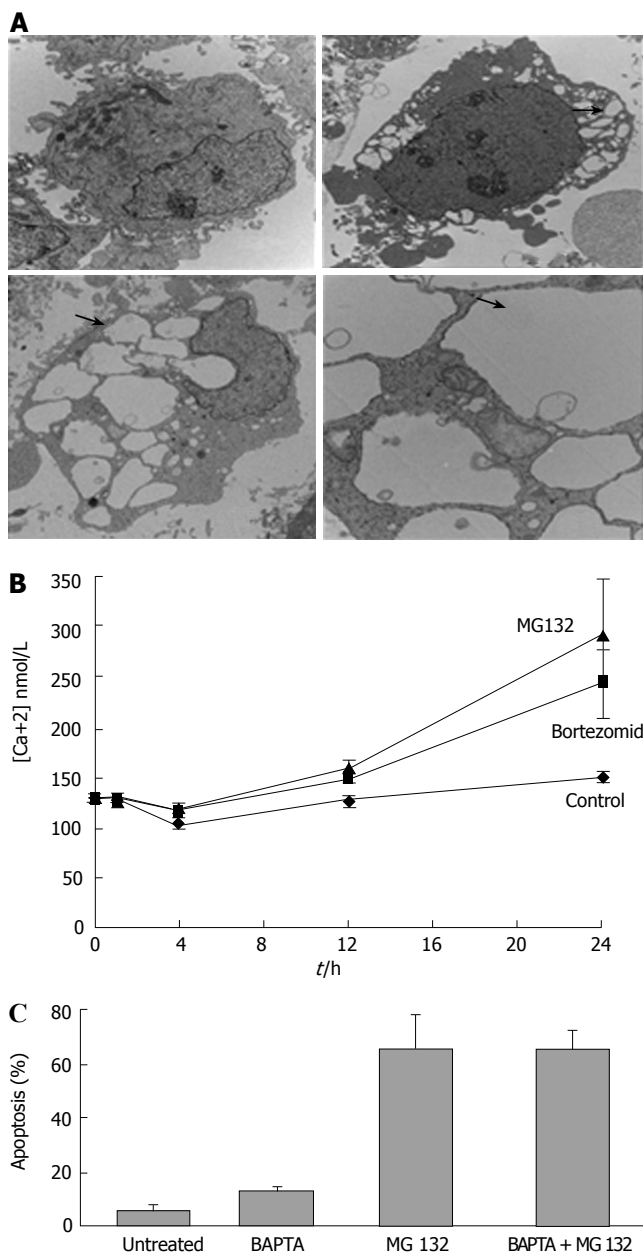 A
B
350
300
250
200
150
100
50
0
[Ca+2] nmol/L
MG132
Bortezomid
Control
0 4 8 12 16 20 24
t/h
C
80
60
40
20
0
Apoptosis (%)
Untreated BAPTA MG 132 BAPTA + MG 132